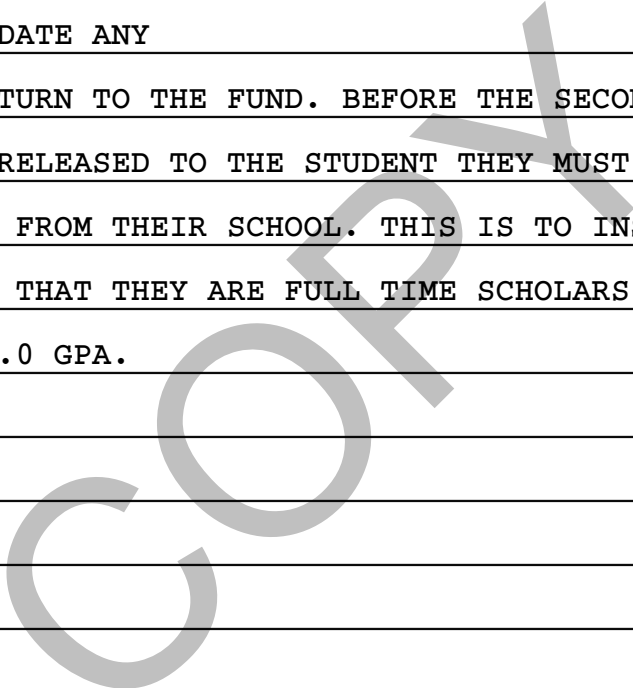 DATE ANY
TURN TO THE FUND. BEFORE THE SECO
RELEASED TO THE STUDENT THEY MUST
FROM THEIR SCHOOL. THIS IS TO IN
THAT THEY ARE FULL TIME SCHOLARS
.0 GPA.
COPY